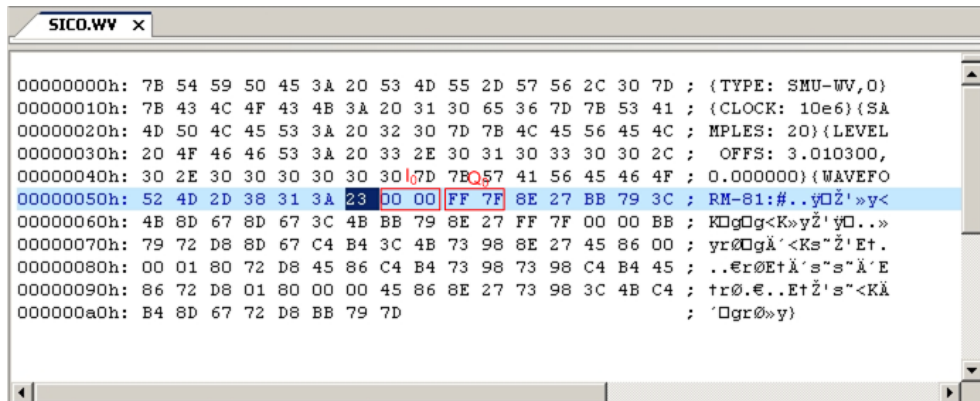 SICO.WV X
00000000h: 7B 54 59 50 45 3A 20 53 4D 55 2D 57 56 2C 30 7D ; {TYPE: SMU-WV,0}
00000010h: 7B 43 4C 4F 43 4B 3A 20 31 30 65 36 7D 7B 53 41 ; {CLOCK: 10e6}{SA
00000020h: 4D 50 4C 45 53 3A 20 32 30 7D 7B 4C 45 56 45 4C ; MPLES: 20}{LEVEL
00000030h: 20 4F 46 46 53 3A 20 33 2E 30 31 30 33 30 30 2C ;  OFFS: 3.010300,
00000040h: 30 2E 30 30 30 30 30 30 7D 7B 57 41 56 45 46 4F ; 0.000000}{WAVEFO
I₀ Q₀
00000050h: 52 4D 2D 38 31 3A 23 00 00 FF 7F 8E 27 BB 79 3C ; RM-81:#..ÿ□Ž'»y<
00000060h: 4B 8D 67 8D 67 3C 4B BB 79 8E 27 FF 7F 00 00 BB ; K□g□g<K»yŽ'ÿ□..»
00000070h: 79 72 D8 8D 67 C4 B4 3C 4B 73 98 8E 27 45 86 00 ; yrØ□gÄ´<Ks˜Ž'E†.
00000080h: 00 01 80 72 D8 45 86 C4 B4 73 98 73 98 C4 B4 45 ; ..€rØE†Ä´s˜s˜Ä´E
00000090h: 86 72 D8 01 80 00 00 45 86 8E 27 73 98 3C 4B C4 ; †rØ.€..E†Ž's˜<KÄ
000000a0h: B4 8D 67 72 D8 BB 79 7D ; ´□grØ»y}